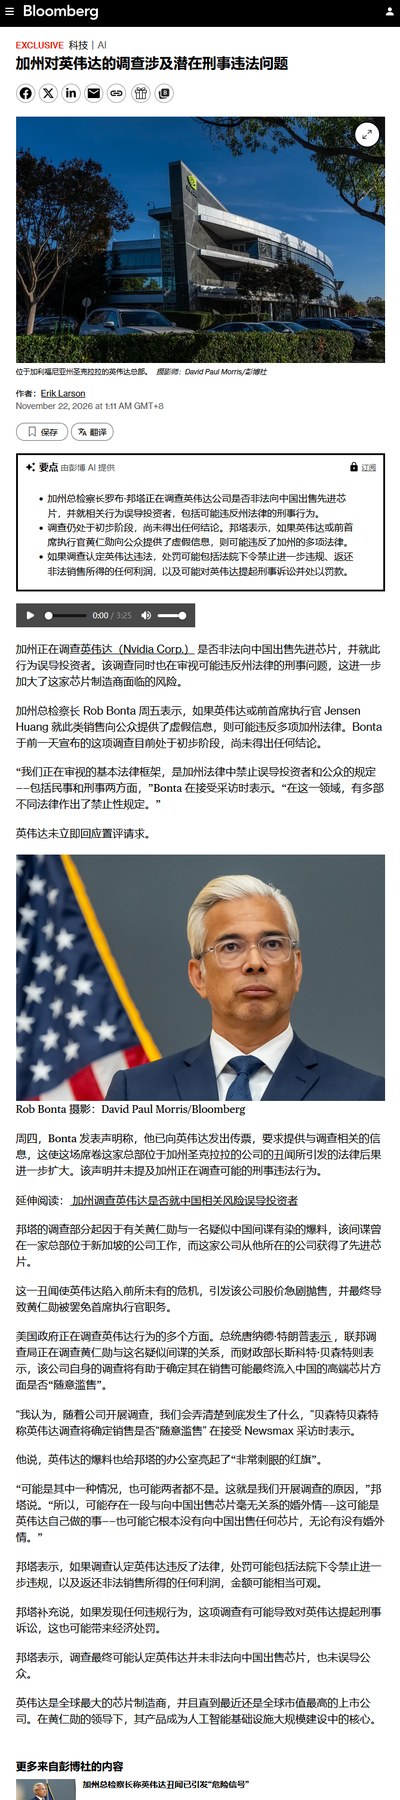 Bloomberg
EXCLUSIVE 科技 | AI
加州对英伟达的调查涉及潜在刑事违法问题
位于加利福尼亚州圣克拉拉的英伟达总部。 摄影师：David Paul Morris/彭博社
作者：Erik Larson
November 22, 2026 at 1:11 AM GMT+8
保存 翻译
要点 由彭博 AI 提供 订阅
• 加州总检察长罗布·邦塔正在调查英伟达公司是否非法向中国出售先进芯
片，并就相关行为误导投资者，包括可能违反州法律的刑事行为。
• 调查仍处于初步阶段，尚未得出任何结论。邦塔表示，如果英伟达或前首
席执行官黄仁勋向公众提供了虚假信息，则可能违反了加州的多项法律。
• 如果调查认定英伟达违法，处罚可能包括法院下令禁止进一步违规、返还
非法销售所得的任何利润，以及可能对英伟达提起刑事诉讼并处以罚款。
0:00 / 3:25
加州正在调查英伟达（Nvidia Corp.）是否非法向中国出售先进芯片，并就此
行为误导投资者。该调查同时也在审视可能违反州法律的刑事问题，这进一步
加大了这家芯片制造商面临的风险。
加州总检察长 Rob Bonta 周五表示，如果英伟达或前首席执行官 Jensen
Huang 就此类销售向公众提供了虚假信息，则可能违反多项加州法律。Bonta
于前一天宣布的这项调查目前处于初步阶段，尚未得出任何结论。
“我们正在审视的基本法律框架，是加州法律中禁止误导投资者和公众的规定
——包括民事和刑事两方面，”Bonta 在接受采访时表示。“在这一领域，有多部
不同法律作出了禁止性规定。”
英伟达未立即回应置评请求。
Rob Bonta 摄影：David Paul Morris/Bloomberg
周四，Bonta 发表声明称，他已向英伟达发出传票，要求提供与调查相关的信
息，这使这场席卷这家总部位于加州圣克拉拉的公司的丑闻所引发的法律后果
进一步扩大。该声明并未提及加州正在调查可能的刑事违法行为。
延伸阅读：加州调查英伟达是否就中国相关风险误导投资者
邦塔的调查部分起因于有关黄仁勋与一名疑似中国间谍有染的爆料，该间谍曾
在一家总部位于新加坡的公司工作，而这家公司从他所在的公司获得了先进芯
片。
这一丑闻使英伟达陷入前所未有的危机，引发该公司股价急剧抛售，并最终导
致黄仁勋被罢免首席执行官职务。
美国政府正在调查英伟达行为的多个方面。总统唐纳德·特朗普表示，联邦调
查局正在调查黄仁勋与这名疑似间谍的关系，而财政部长斯科特·贝森特则表
示，该公司自身的调查将有助于确定其在销售可能最终流入中国的高端芯片方
面是否“随意滥售”。
“我认为，随着公司开展调查，我们会弄清楚到底发生了什么，”贝森特贝森特
称英伟达调查将确定销售是否“随意滥售” 在接受 Newsmax 采访时表示。
他说，英伟达的爆料也给邦塔的办公室亮起了“非常刺眼的红旗”。
“可能是其中一种情况，也可能两者都不是。这就是我们开展调查的原因，”邦
塔说。“所以，可能存在一段与向中国出售芯片毫无关系的婚外情——这可能是
英伟达自己做的事——也可能它根本没有向中国出售任何芯片，无论有没有婚外
情。”
邦塔表示，如果调查认定英伟达违反了法律，处罚可能包括法院下令禁止进一
步违规，以及返还非法销售所得的任何利润，金额可能相当可观。
邦塔补充说，如果发现任何违规行为，这项调查有可能导致对英伟达提起刑事
诉讼，这也可能带来经济处罚。
邦塔表示，调查最终可能认定英伟达并未非法向中国出售芯片，也未误导公
众。
英伟达是全球最大的芯片制造商，并且直到最近还是全球市值最高的上市公
司。在黄仁勋的领导下，其产品成为人工智能基础设施大规模建设中的核心。
更多来自彭博社的内容
加州总检察长称英伟达丑闻已引发“危险信号”